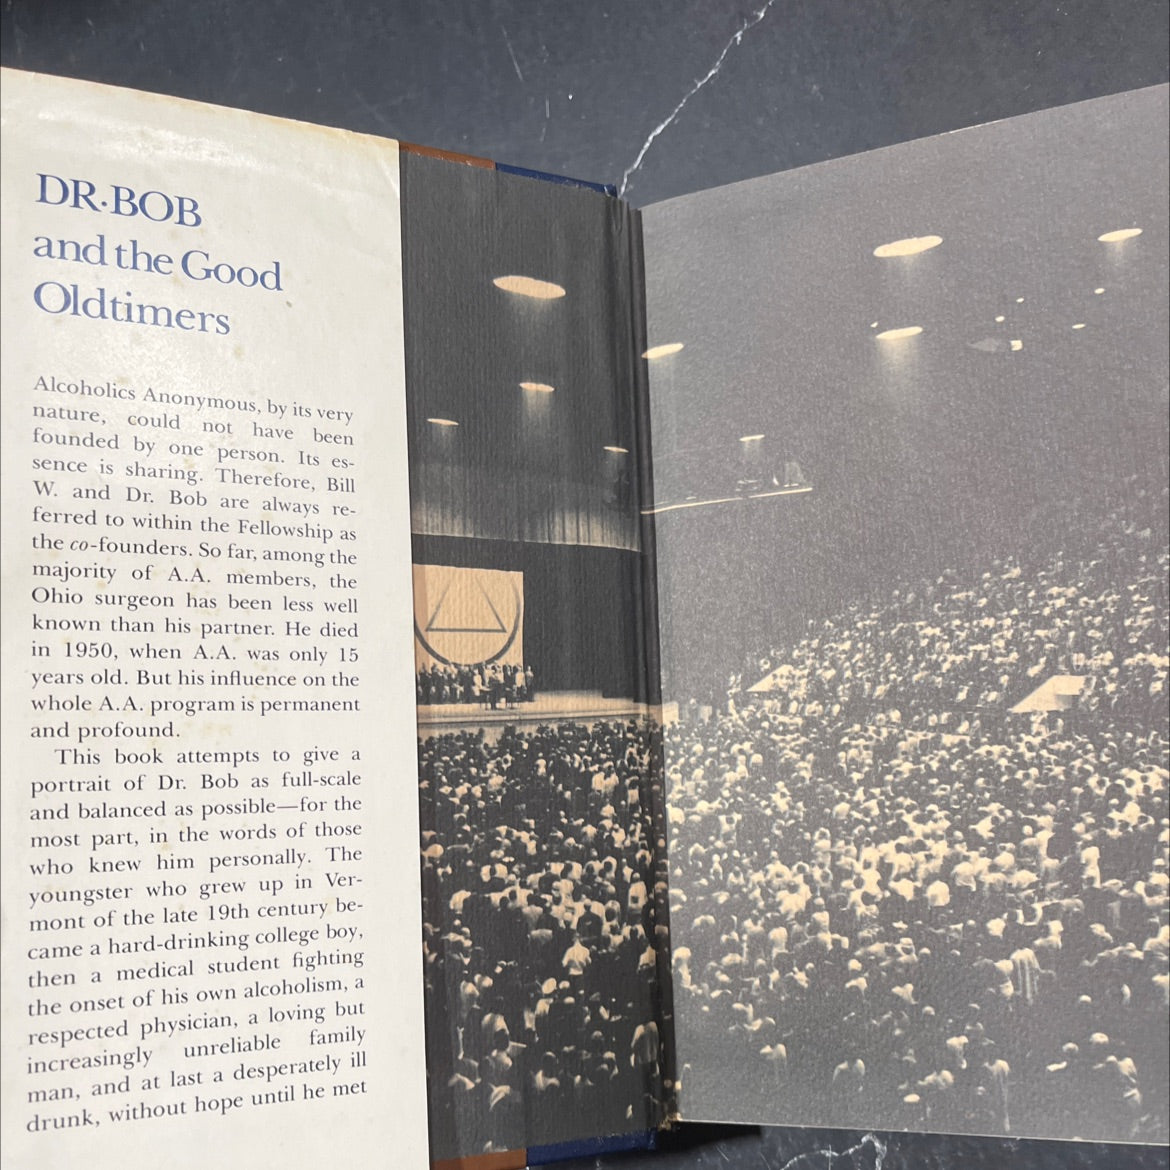 DR·BOB
and the Good
Oldtimers
Alcoholics Anonymous, by its very
nature, could not have been
founded by one person. Its es-
sence is sharing. Therefore, Bill
W. and Dr. Bob are always re-
ferred to within the Fellowship as
the co-founders. So far, among the
majority of A.A. members, the
Ohio surgeon has been less well
known than his partner. He died
in 1950, when A.A. was only 15
years old. But his influence on the
whole A.A. program is permanent
and profound.
This book attempts to give a
portrait of Dr. Bob as full-scale
and balanced as possible—for the
most part, in the words of those
who knew him personally. The
youngster who grew up in Ver-
mont of the late 19th century be-
came a hard-drinking college boy,
then a medical student fighting
the onset of his own alcoholism, a
respected physician, a loving but
increasingly unreliable family
man, and at last a desperately ill
drunk, without hope until he met